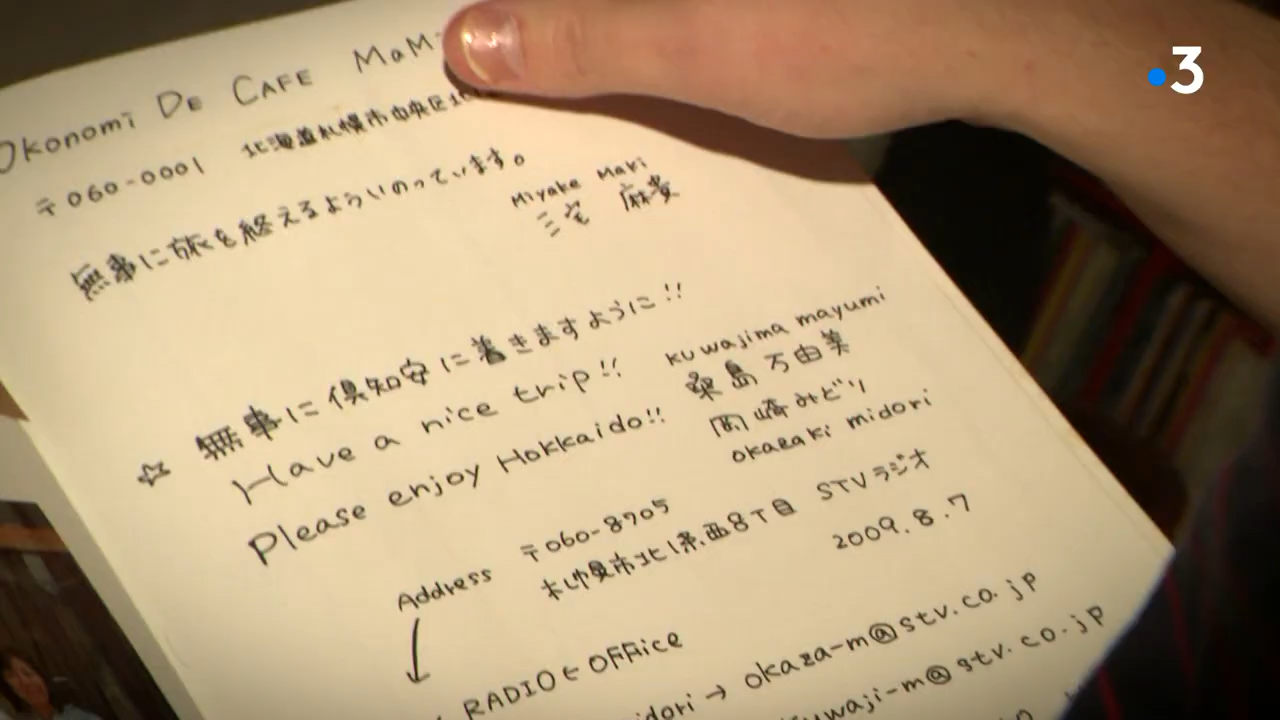 Okonomi De CAFE MaM
〒060-0001 北海道札幌市中央区北
無事に旅を終えるよういのっています。
Miyake Maki
三宅 麻貴
☆ 無事に倶知安に着きますように!!
Have a nice trip!!
Please enjoy Hokkaido!!
kuwajima mayumi
桑島 万由美
岡崎みどり
okazaki midori
Address 〒060-8705
札幌市北1条西8丁目 STVラジオ
2009.8.7
RADIO ← OFFice
idori → okaza-m@stv.co.jp
uwaji-m@stv.co.jp
3